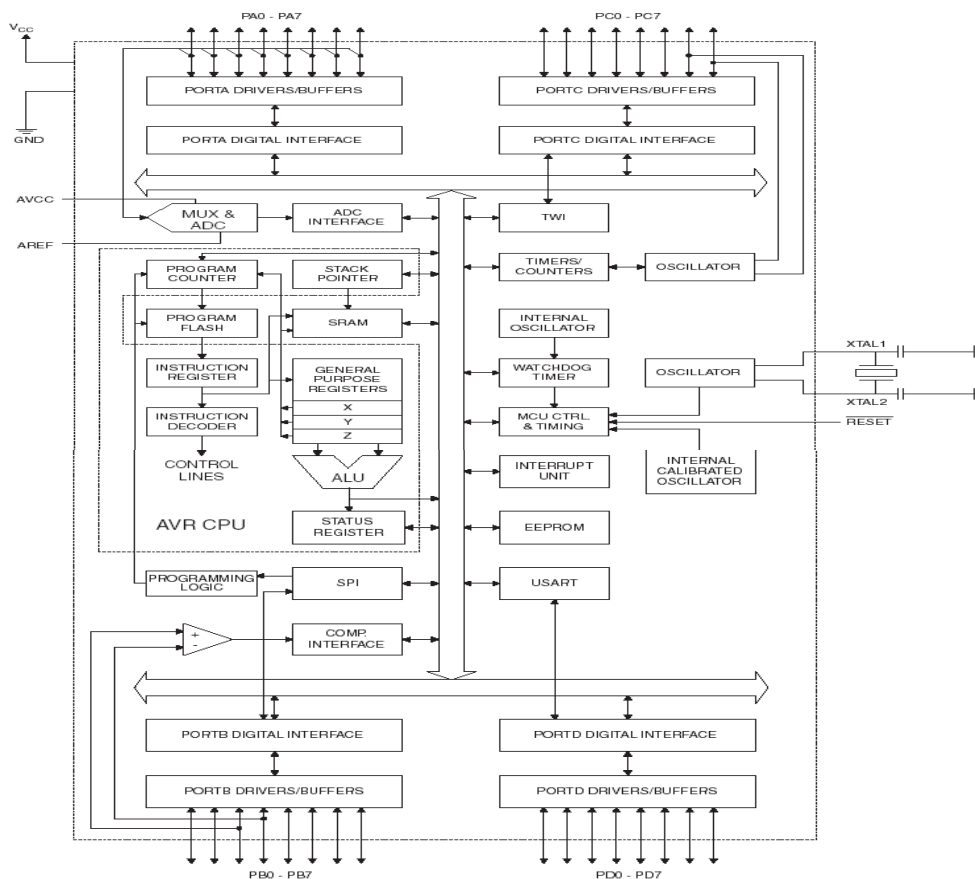 PA0 - PA7
PC0 - PC7
VCC
PORTA DRIVERS/BUFFERS
PORTC DRIVERS/BUFFERS
GND
PORTA DIGITAL INTERFACE
PORTC DIGITAL INTERFACE
AVCC
MUX &
ADC
ADC
INTERFACE
TWI
AREF
PROGRAM
COUNTER
STACK
POINTER
TIMERS/
COUNTERS
OSCILLATOR
PROGRAM
FLASH
SRAM
INTERNAL
OSCILLATOR
XTAL1
INSTRUCTION
REGISTER
GENERAL
PURPOSE
REGISTERS
WATCHDOG
TIMER
OSCILLATOR
X
XTAL2
INSTRUCTION
DECODER
Y
MCU CTRL.
& TIMING
RESET
Z
CONTROL
LINES
ALU
INTERRUPT
UNIT
INTERNAL
CALIBRATED
OSCILLATOR
AVR CPU
STATUS
REGISTER
EEPROM
PROGRAMMING
LOGIC
SPI
USART
+
-
COMP.
INTERFACE
PORTB DIGITAL INTERFACE
PORTD DIGITAL INTERFACE
PORTB DRIVERS/BUFFERS
PORTD DRIVERS/BUFFERS
PB0 - PB7
PD0 - PD7